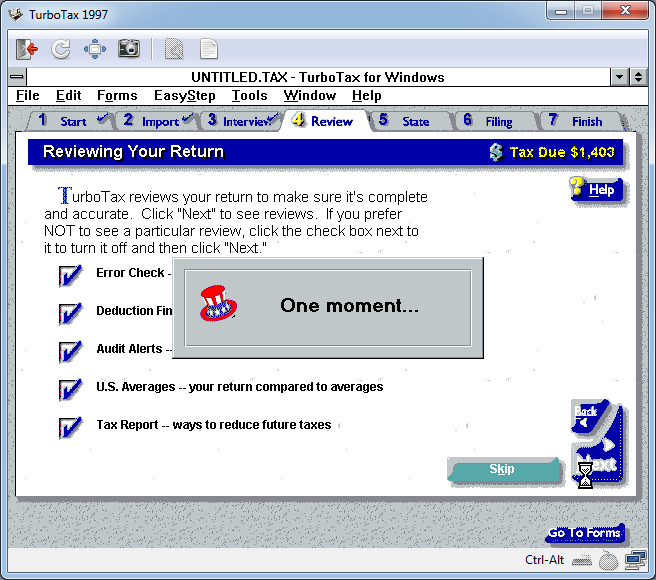 TurboTax 1997
UNTITLED.TAX - TurboTax for Windows
File Edit Forms EasyStep Tools Window Help
1 Start 2 Import 3 Interview 4 Review 5 State 6 Filing 7 Finish
Reviewing Your Return
Tax Due $1,403
Help
TurboTax reviews your return to make sure it's complete
and accurate. Click "Next" to see reviews. If you prefer
NOT to see a particular review, click the check box next to
it to turn it off and then click "Next."
Error Check -
Deduction Fin
One moment...
Audit Alerts --
U.S. Averages -- your return compared to averages
Tax Report -- ways to reduce future taxes
Back
Next
Skip
Go To Forms
Ctrl-Alt